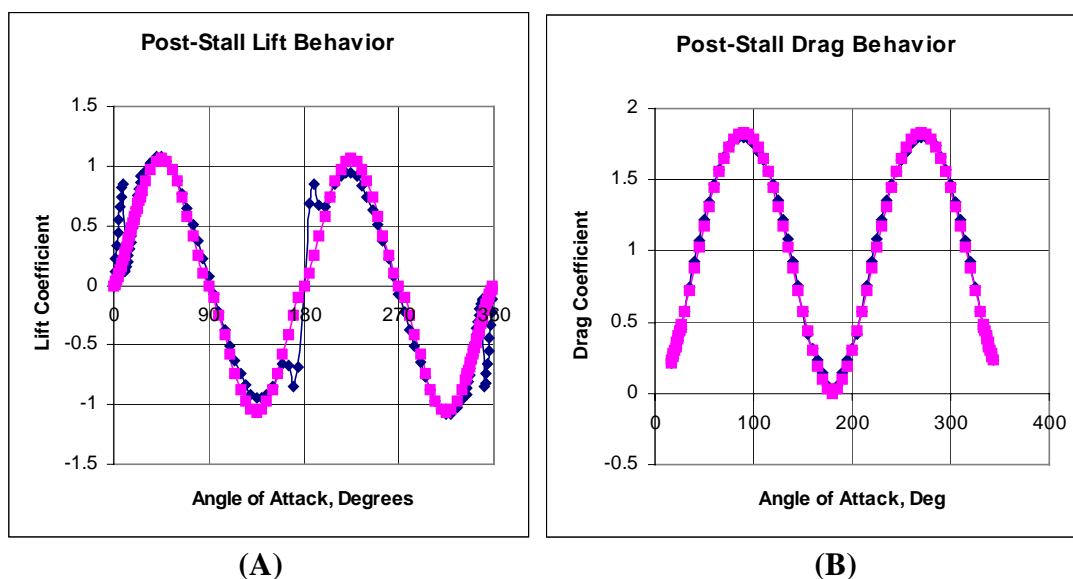 Post-Stall Lift Behavior
1.5
1
0.5
0
-0.5
-1
-1.5
0 90 180 270 360
Lift Coefficient
Angle of Attack, Degrees
(A)
Post-Stall Drag Behavior
2
1.5
1
0.5
0
-0.5
0 100 200 300 400
Drag Coefficient
Angle of Attack, Deg
(B)